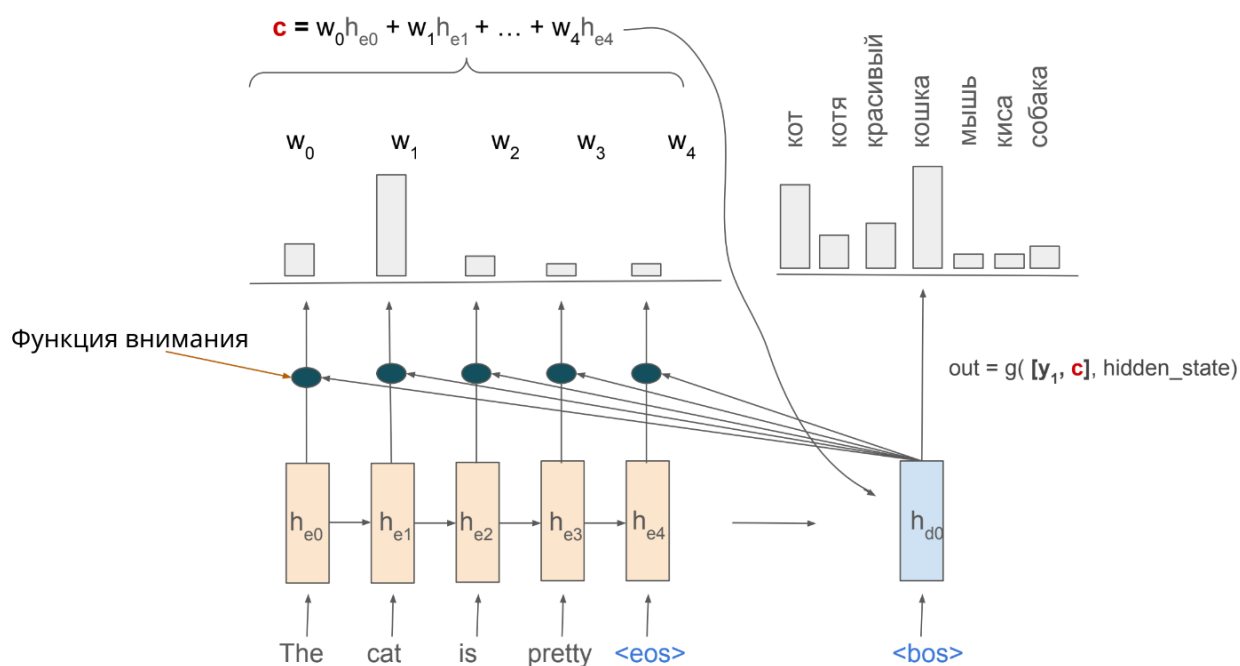 c = w₀hₑ₀ + w₁hₑ₁ + … + w₄hₑ₄
w₀ w₁ w₂ w₃ w₄
кот котя красивый кошка мышь киса собака
Функция внимания
out = g( [y₁, c], hidden_state)
hₑ₀ hₑ₁ hₑ₂ hₑ₃ hₑ₄ h_d0
The cat is pretty <eos> <bos>